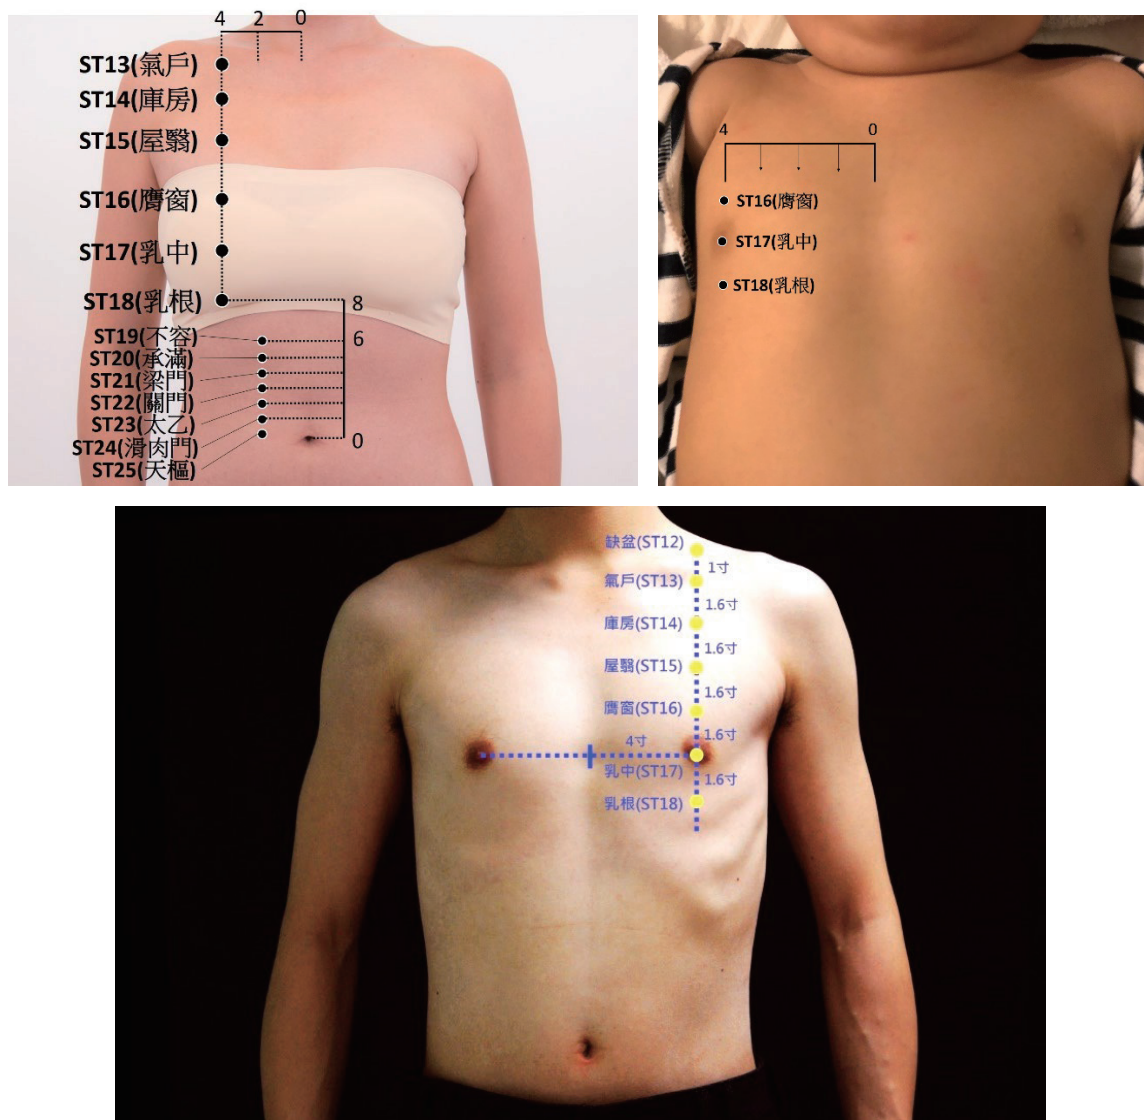 4 2 0
ST13(氣戶)
ST14(庫房)
ST15(屋翳)
ST16(膺窗)
ST17(乳中)
ST18(乳根)
8
ST19(不容)
6
ST20(承滿)
ST21(梁門)
ST22(關門)
ST23(太乙)
ST24(滑肉門)
0
ST25(天樞)
4 0
ST16(膺窗)
ST17(乳中)
ST18(乳根)
缺盆(ST12)
1寸
氣戶(ST13)
1.6寸
庫房(ST14)
1.6寸
屋翳(ST15)
1.6寸
膺窗(ST16)
1.6寸
4寸
乳中(ST17)
1.6寸
乳根(ST18)